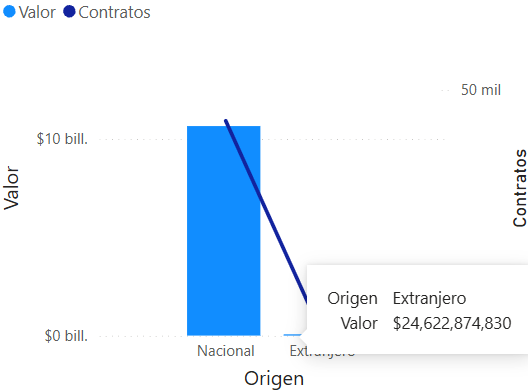 Valor Contratos
50 mil
$10 bill.
Valor
Contratos
Origen Extranjero
Valor $24,622,874,830
$0 bill.
Nacional Extranjero
Origen